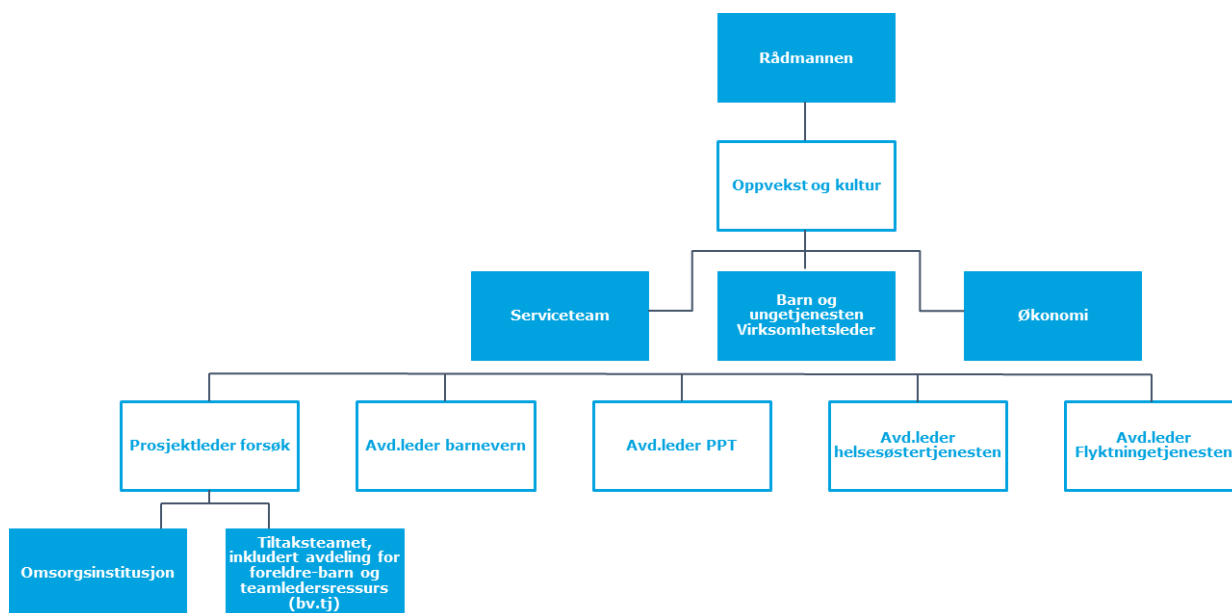 Rådmannen
Oppvekst og kultur
Serviceteam
Barn og
ungetjenesten
Virksomhetsleder
Økonomi
Prosjektleder forsøk
Avd.leder barnevern
Avd.leder PPT
Avd.leder
helsesøstertjenesten
Avd.leder
Flyktningetjenesten
Omsorgsinstitusjon
Tiltaksteamet,
inkludert avdeling for
foreldre-barn og
teamledersressurs
(bv.tj)